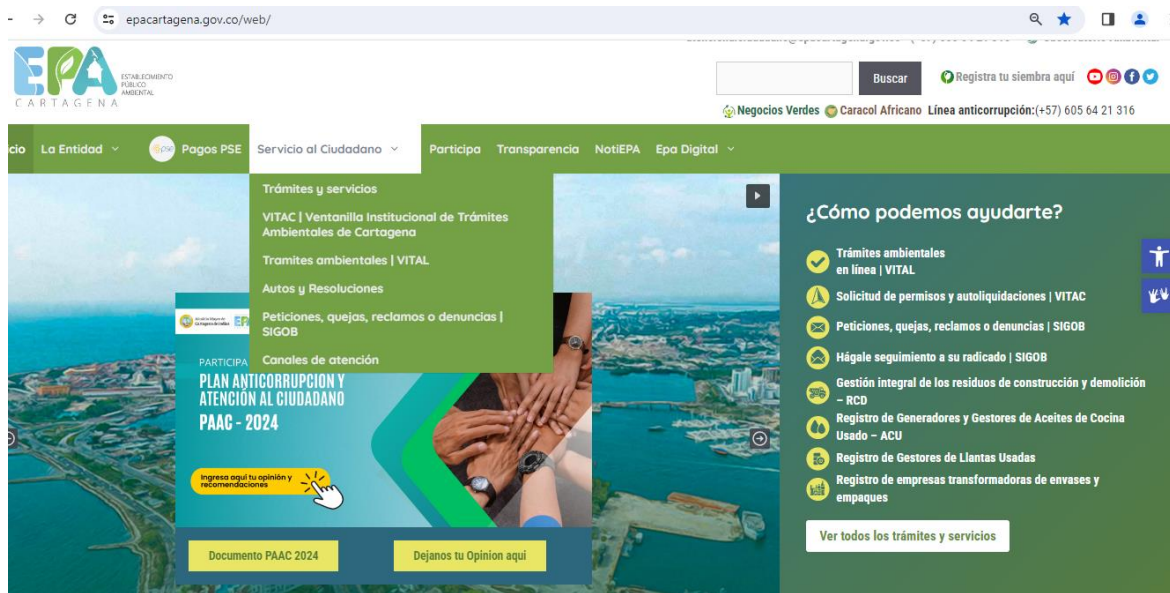 epacartagena.gov.co/web/
EPA
ESTABLECIMIENTO
PÚBLICO
AMBIENTAL
CARTAGENA
Buscar
Registra tu siembra aquí
Negocios Verdes Caracol Africano Línea anticorrupción:(+57) 605 64 21 316
cio La Entidad pse Pagos PSE Servicio al Ciudadano Participa Transparencia NotiEPA Epa Digital
Trámites y servicios
VITAC | Ventanilla Institucional de Trámites
Ambientales de Cartagena
Tramites ambientales | VITAL
Autos y Resoluciones
Peticiones, quejas, reclamos o denuncias |
SIGOB
Canales de atención
PARTICIPA
PLAN ANTICORRUPCIÓN Y
ATENCIÓN AL CIUDADANO
PAAC - 2024
Ingresa aquí tu opinión y
recomendaciones
Documento PAAC 2024
Dejanos tu Opinion aqui
¿Cómo podemos ayudarte?
Trámites ambientales
en línea | VITAL
Solicitud de permisos y autoliquidaciones | VITAC
Peticiones, quejas, reclamos o denuncias | SIGOB
Hágale seguimiento a su radicado | SIGOB
Gestión integral de los residuos de construcción y demolición
– RCD
Registro de Generadores y Gestores de Aceites de Cocina
Usado – ACU
Registro de Gestores de Llantas Usadas
Registro de empresas transformadoras de envases y
empaques
Ver todos los trámites y servicios